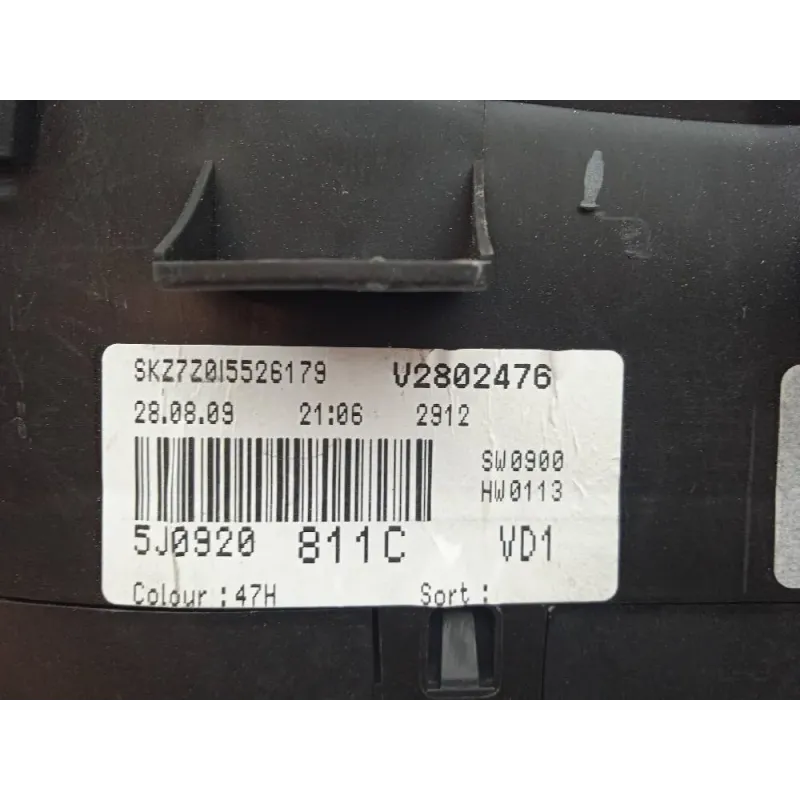 SKZ7Z0I5526179 V2802476
28.08.09 21:06 2912
SW0900
HW0113
5J0920 811C VD1
Colour : 47H Sort :